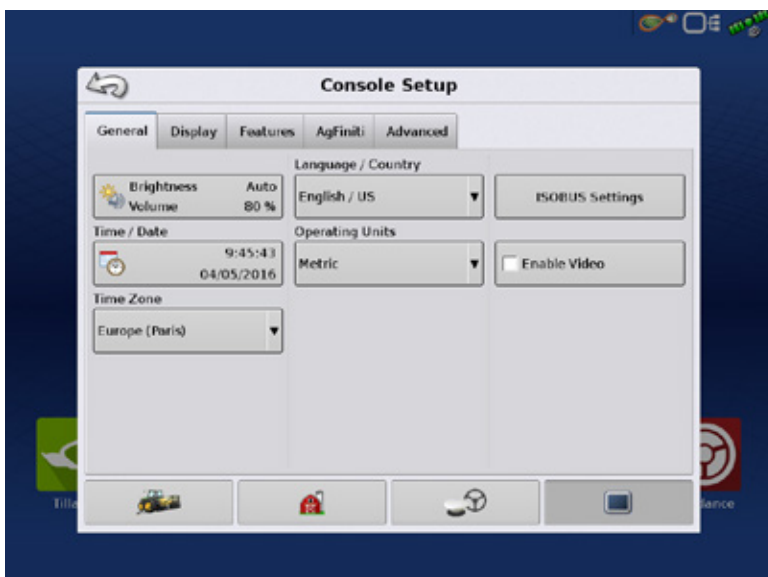 Console Setup
General Display Features AgFiniti Advanced
Language / Country
Brightness Auto
Volume 80 %
English / US
ISOBUS Settings
Time / Date
Operating Units
9:45:43
04/05/2016
Metric
Enable Video
Time Zone
Europe (Paris)
Tilla
dance